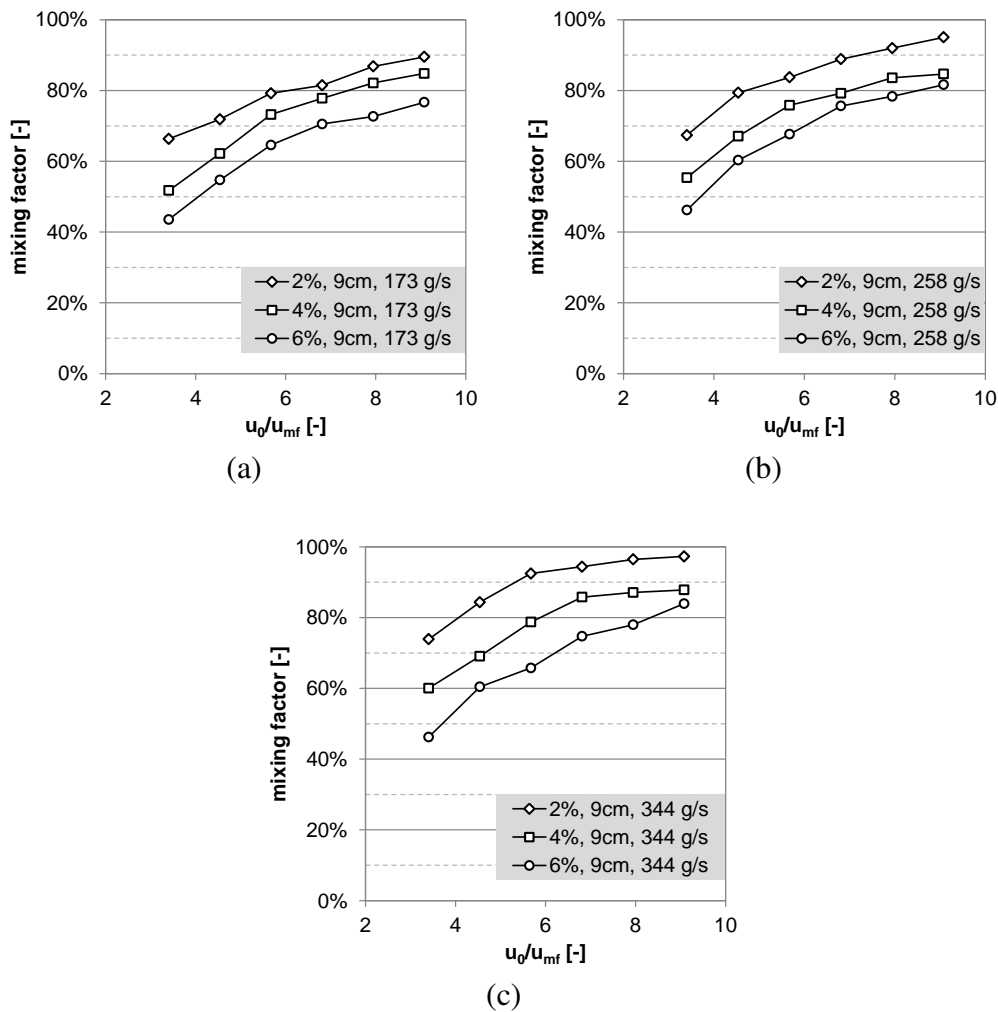 100%
80%
60%
40%
20%
0%
mixing factor [-]
2%, 9cm, 173 g/s
4%, 9cm, 173 g/s
6%, 9cm, 173 g/s
2 4 6 8 10
u0/umf [-]
(a)
100%
80%
60%
40%
20%
0%
mixing factor [-]
2%, 9cm, 258 g/s
4%, 9cm, 258 g/s
6%, 9cm, 258 g/s
2 4 6 8 10
u0/umf [-]
(b)
100%
80%
60%
40%
20%
0%
mixing factor [-]
2%, 9cm, 344 g/s
4%, 9cm, 344 g/s
6%, 9cm, 344 g/s
2 4 6 8 10
u0/umf [-]
(c)